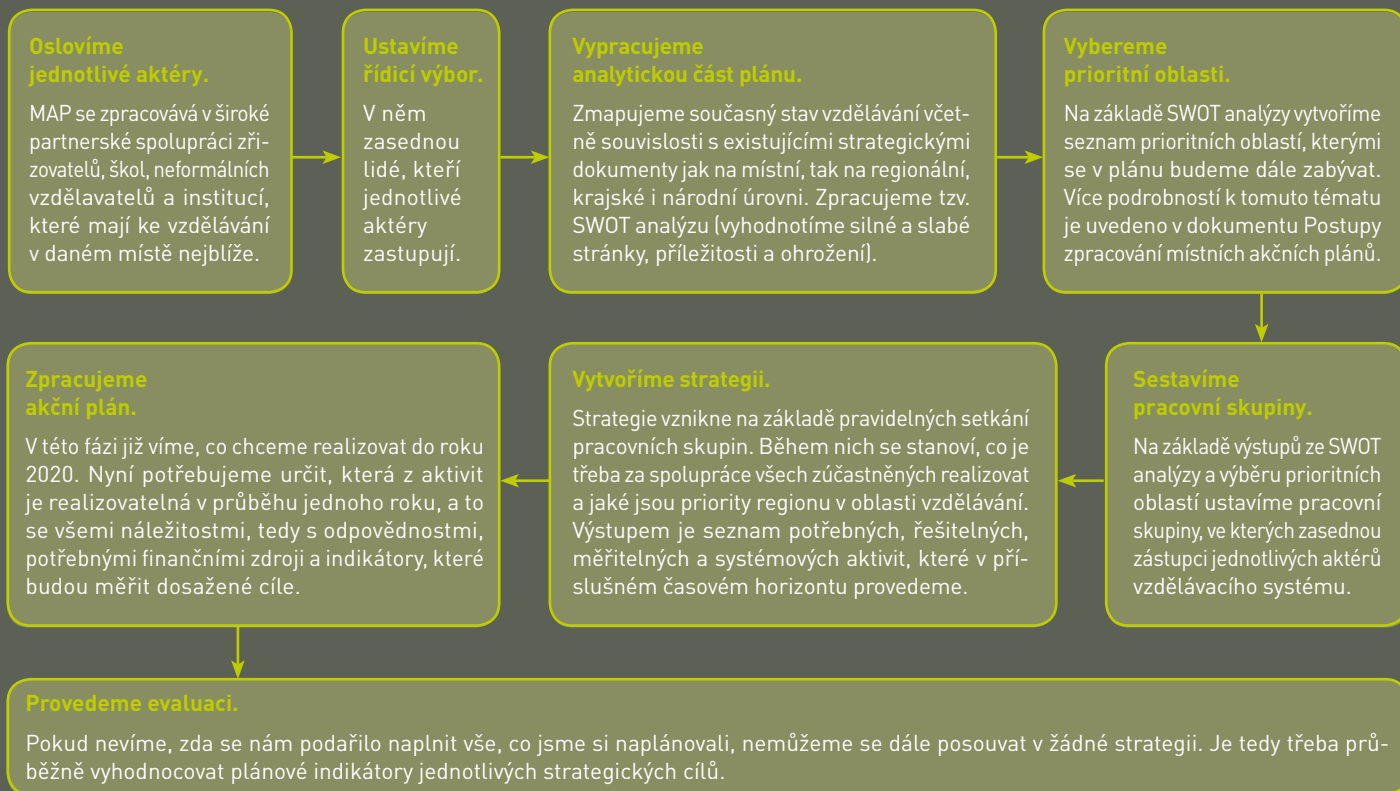 Oslovíme
jednotlivé aktéry.
MAP se zpracovává v široké
partnerské spolupráci zři-
zovatelů, škol, neformálních
vzdělavatelů a institucí,
které mají ke vzdělávání
v daném místě nejblíže.
Ustavíme
řídicí výbor.
V něm
zasednou
lidé, kteří
jednotlivé
aktéry
zastupují.
Vypracujeme
analytickou část plánu.
Zmapujeme současný stav vzdělávání včet-
ně souvislosti s existujícími strategickými
dokumenty jak na místní, tak na regionální,
krajské i národní úrovni. Zpracujeme tzv.
SWOT analýzu (vyhodnotíme silné a slabé
stránky, příležitosti a ohrožení).
Vybereme
prioritní oblasti.
Na základě SWOT analýzy vytvoříme
seznam prioritních oblastí, kterými
se v plánu budeme dále zabývat.
Více podrobností k tomuto tématu
je uvedeno v dokumentu Postupy
zpracování místních akčních plánů.
Sestavíme
pracovní skupiny.
Na základě výstupů ze SWOT
analýzy a výběru prioritních
oblastí ustavíme pracovní
skupiny, ve kterých zasednou
zástupci jednotlivých aktérů
vzdělávacího systému.
Vytvoříme strategii.
Strategie vznikne na základě pravidelných setkání
pracovních skupin. Během nich se stanoví, co je
třeba za spolupráce všech zúčastněných realizovat
a jaké jsou priority regionu v oblasti vzdělávání.
Výstupem je seznam potřebných, řešitelných,
měřitelných a systémových aktivit, které v pří-
slušném časovém horizontu provedeme.
Zpracujeme
akční plán.
V této fázi již víme, co chceme realizovat do roku
2020. Nyní potřebujeme určit, která z aktivit
je realizovatelná v průběhu jednoho roku, a to
se všemi náležitostmi, tedy s odpovědnostmi,
potřebnými finančními zdroji a indikátory, které
budou měřit dosažené cíle.
Provedeme evaluaci.
Pokud nevíme, zda se nám podařilo naplnit vše, co jsme si naplánovali, nemůžeme se dále posouvat v žádné strategii. Je tedy třeba prů-
běžně vyhodnocovat plánové indikátory jednotlivých strategických cílů.